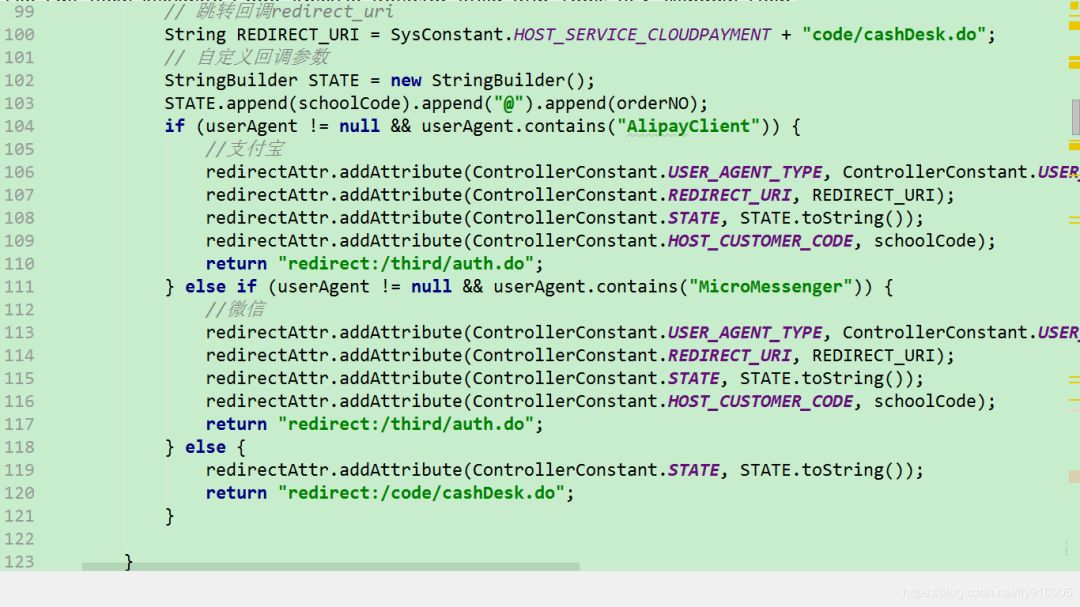 99 // 跳转回调redirect_uri
100 String REDIRECT_URI = SysConstant.HOST_SERVICE_CLOUDPAYMENT + "code/cashDesk.do";
101 // 自定义回调参数
102 StringBuilder STATE = new StringBuilder();
103 STATE.append(schoolCode).append("@").append(orderNO);
104 if (userAgent != null && userAgent.contains("AlipayClient")) {
105 //支付宝
106 redirectAttr.addAttribute(ControllerConstant.USER_AGENT_TYPE, ControllerConstant.USER_
107 redirectAttr.addAttribute(ControllerConstant.REDIRECT_URI, REDIRECT_URI);
108 redirectAttr.addAttribute(ControllerConstant.STATE, STATE.toString());
109 redirectAttr.addAttribute(ControllerConstant.HOST_CUSTOMER_CODE, schoolCode);
110 return "redirect:/third/auth.do";
111 } else if (userAgent != null && userAgent.contains("MicroMessenger")) {
112 //微信
113 redirectAttr.addAttribute(ControllerConstant.USER_AGENT_TYPE, ControllerConstant.USER_
114 redirectAttr.addAttribute(ControllerConstant.REDIRECT_URI, REDIRECT_URI);
115 redirectAttr.addAttribute(ControllerConstant.STATE, STATE.toString());
116 redirectAttr.addAttribute(ControllerConstant.HOST_CUSTOMER_CODE, schoolCode);
117 return "redirect:/third/auth.do";
118 } else {
119 redirectAttr.addAttribute(ControllerConstant.STATE, STATE.toString());
120 return "redirect:/code/cashDesk.do";
121 }
122
123 }
https://blog.csdn.net/fly910905